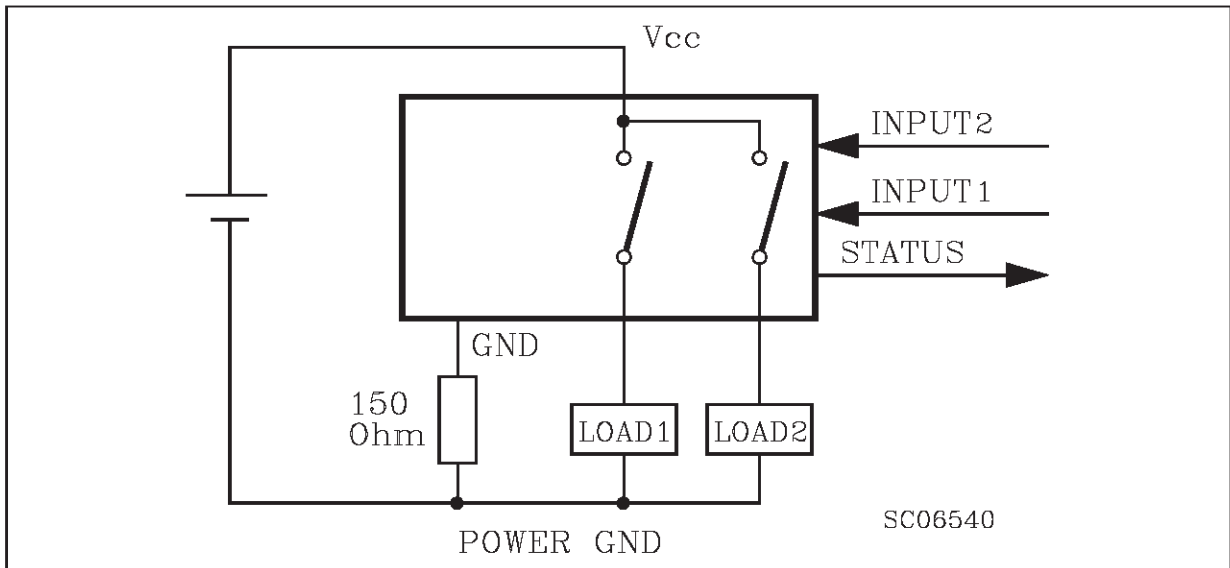 Vcc
INPUT2
INPUT1
STATUS
GND
150
Ohm
LOAD1
LOAD2
SC06540
POWER GND